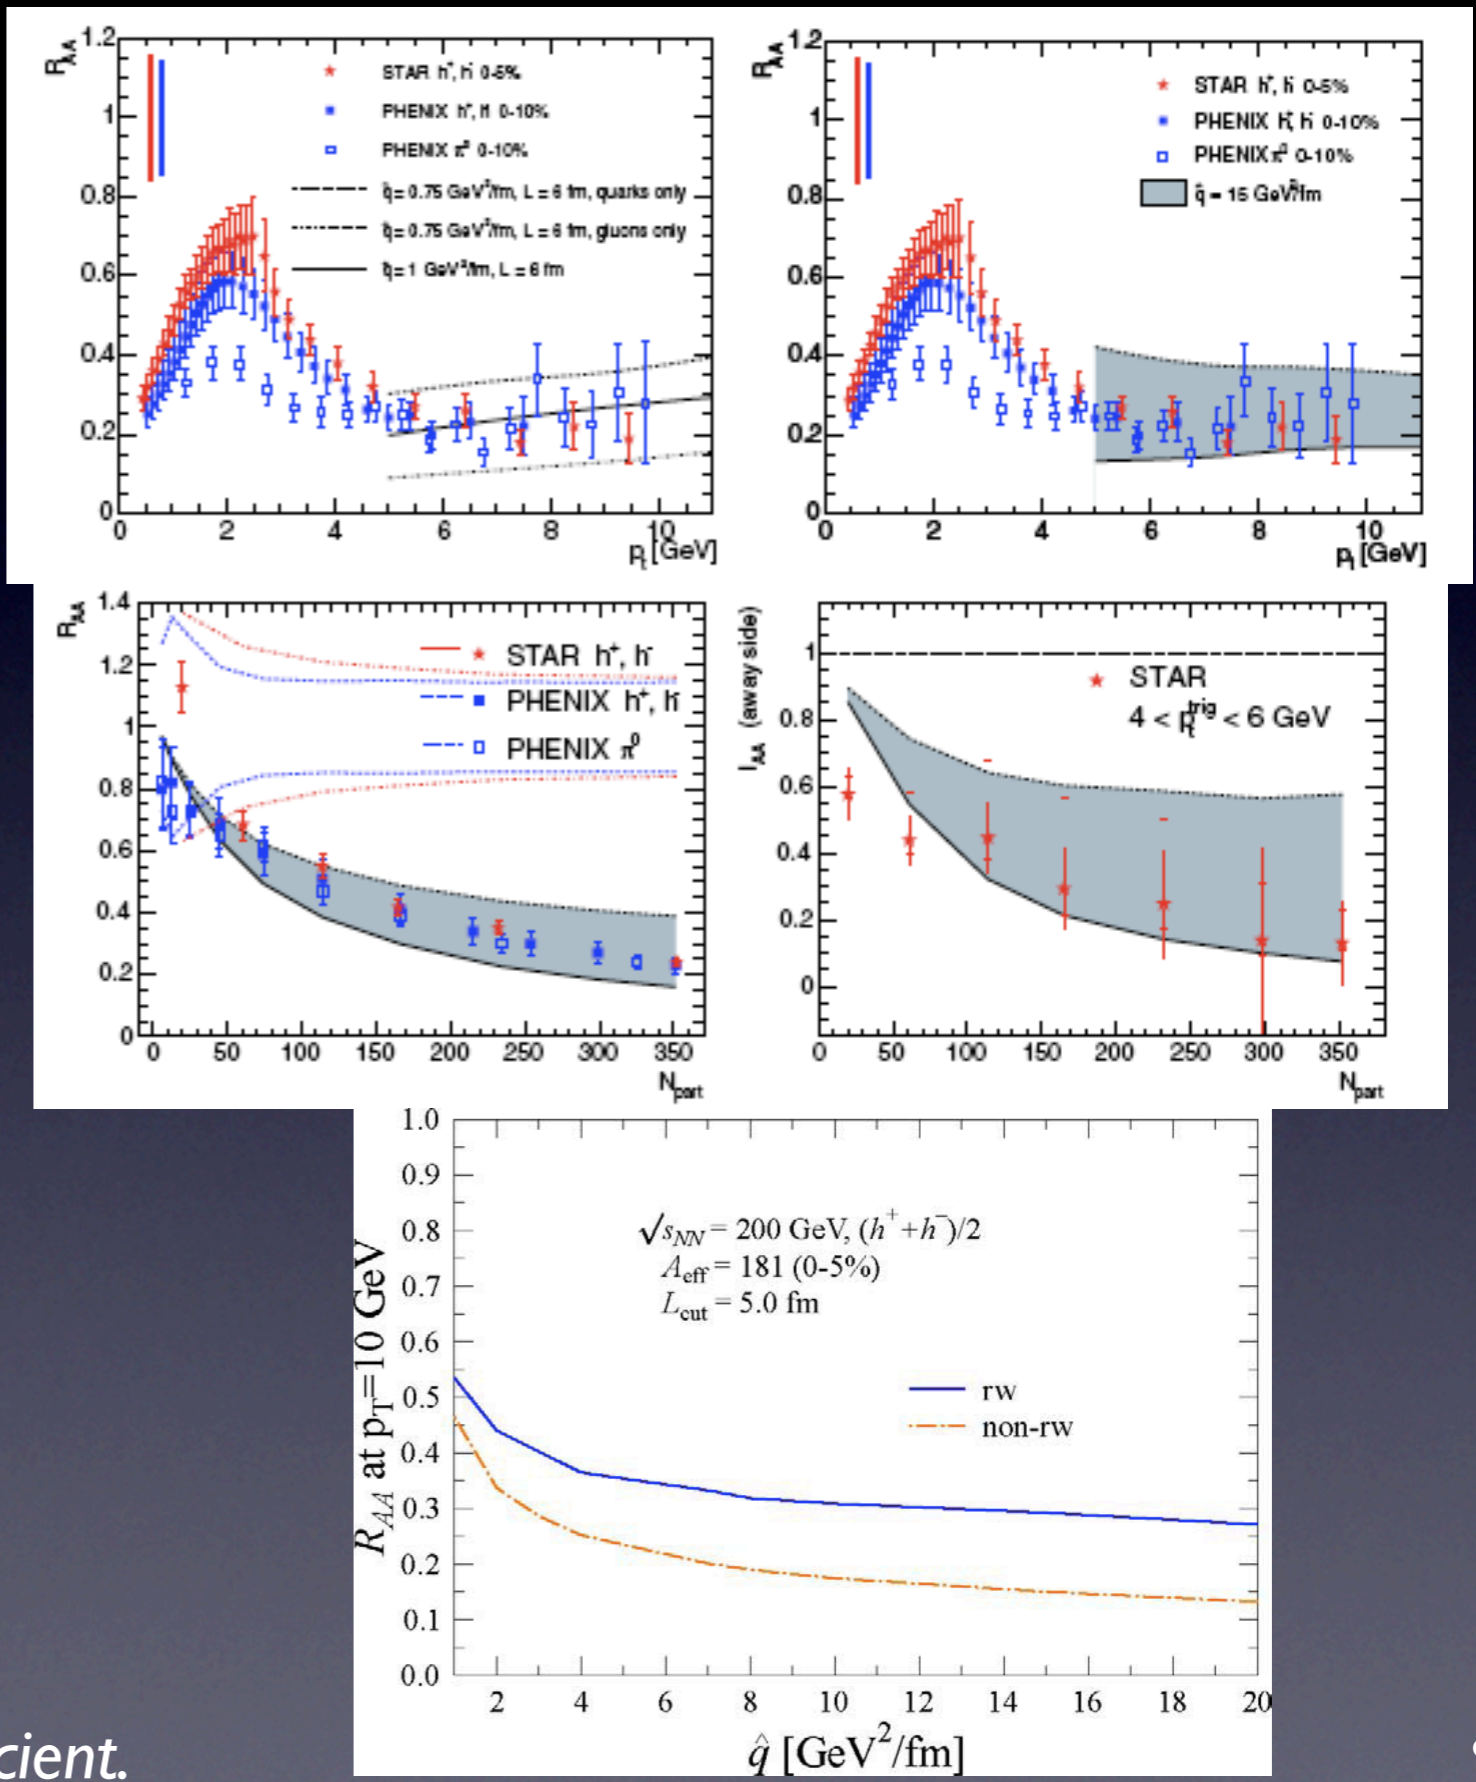 R_AA
1.2
1
0.8
0.6
0.4
0.2
0
0 2 4 6 8 10
p_t [GeV]
STAR h⁺, h⁻ 0-5%
PHENIX h⁺, h⁻ 0-10%
PHENIX π⁰ 0-10%
q̂ = 0.75 GeV²/fm, L = 6 fm, quarks only
q̂ = 0.75 GeV²/fm, L = 6 fm, gluons only
q̂ = 1 GeV²/fm, L = 6 fm
R_AA
1.2
1
0.8
0.6
0.4
0.2
0
0 2 4 6 8 10
p_t [GeV]
STAR h⁺, h⁻ 0-5%
PHENIX h⁺, h⁻ 0-10%
PHENIX π⁰ 0-10%
q̂ = 15 GeV²/fm
R_AA
1.4
1.2
1
0.8
0.6
0.4
0.2
0
0 50 100 150 200 250 300 350
N_part
STAR h⁺, h⁻
PHENIX h⁺, h⁻
PHENIX π⁰
I_AA (away side)
1
0.8
0.6
0.4
0.2
0
0 50 100 150 200 250 300 350
N_part
STAR
4 < p_t^trig < 6 GeV
R_AA at p_T=10 GeV
1.0
0.9
0.8
0.7
0.6
0.5
0.4
0.3
0.2
0.1
0.0
2 4 6 8 10 12 14 16 18 20
q̂ [GeV²/fm]
√s_NN = 200 GeV, (h⁺+h⁻)/2
A_eff = 181 (0-5%)
L_cut = 5.0 fm
rw
non-rw
cient.